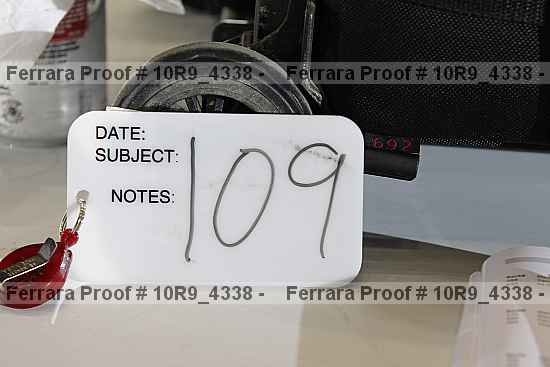 Ferrara Proof # 10R9_4338 - Ferrara Proof # 10R9_4338 -
DATE:
SUBJECT:
NOTES:
109
692
Ferrara Proof # 10R9_4338 - Ferrara Proof # 10R9_4338 -